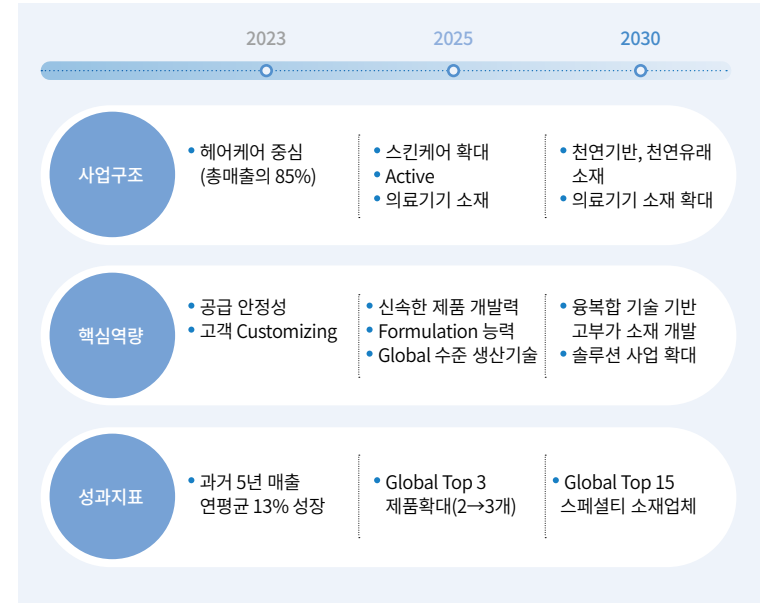 2023
2025
2030
사업구조
• 헤어케어 중심
(총매출의 85%)
• 스킨케어 확대
• Active
• 의료기기 소재
• 천연기반, 천연유래
소재
• 의료기기 소재 확대
핵심역량
• 공급 안정성
• 고객 Customizing
• 신속한 제품 개발력
• Formulation 능력
• Global 수준 생산기술
• 융복합 기술 기반
고부가 소재 개발
• 솔루션 사업 확대
성과지표
• 과거 5년 매출
연평균 13% 성장
• Global Top 3
제품확대(2→3개)
• Global Top 15
스페셜티 소재업체